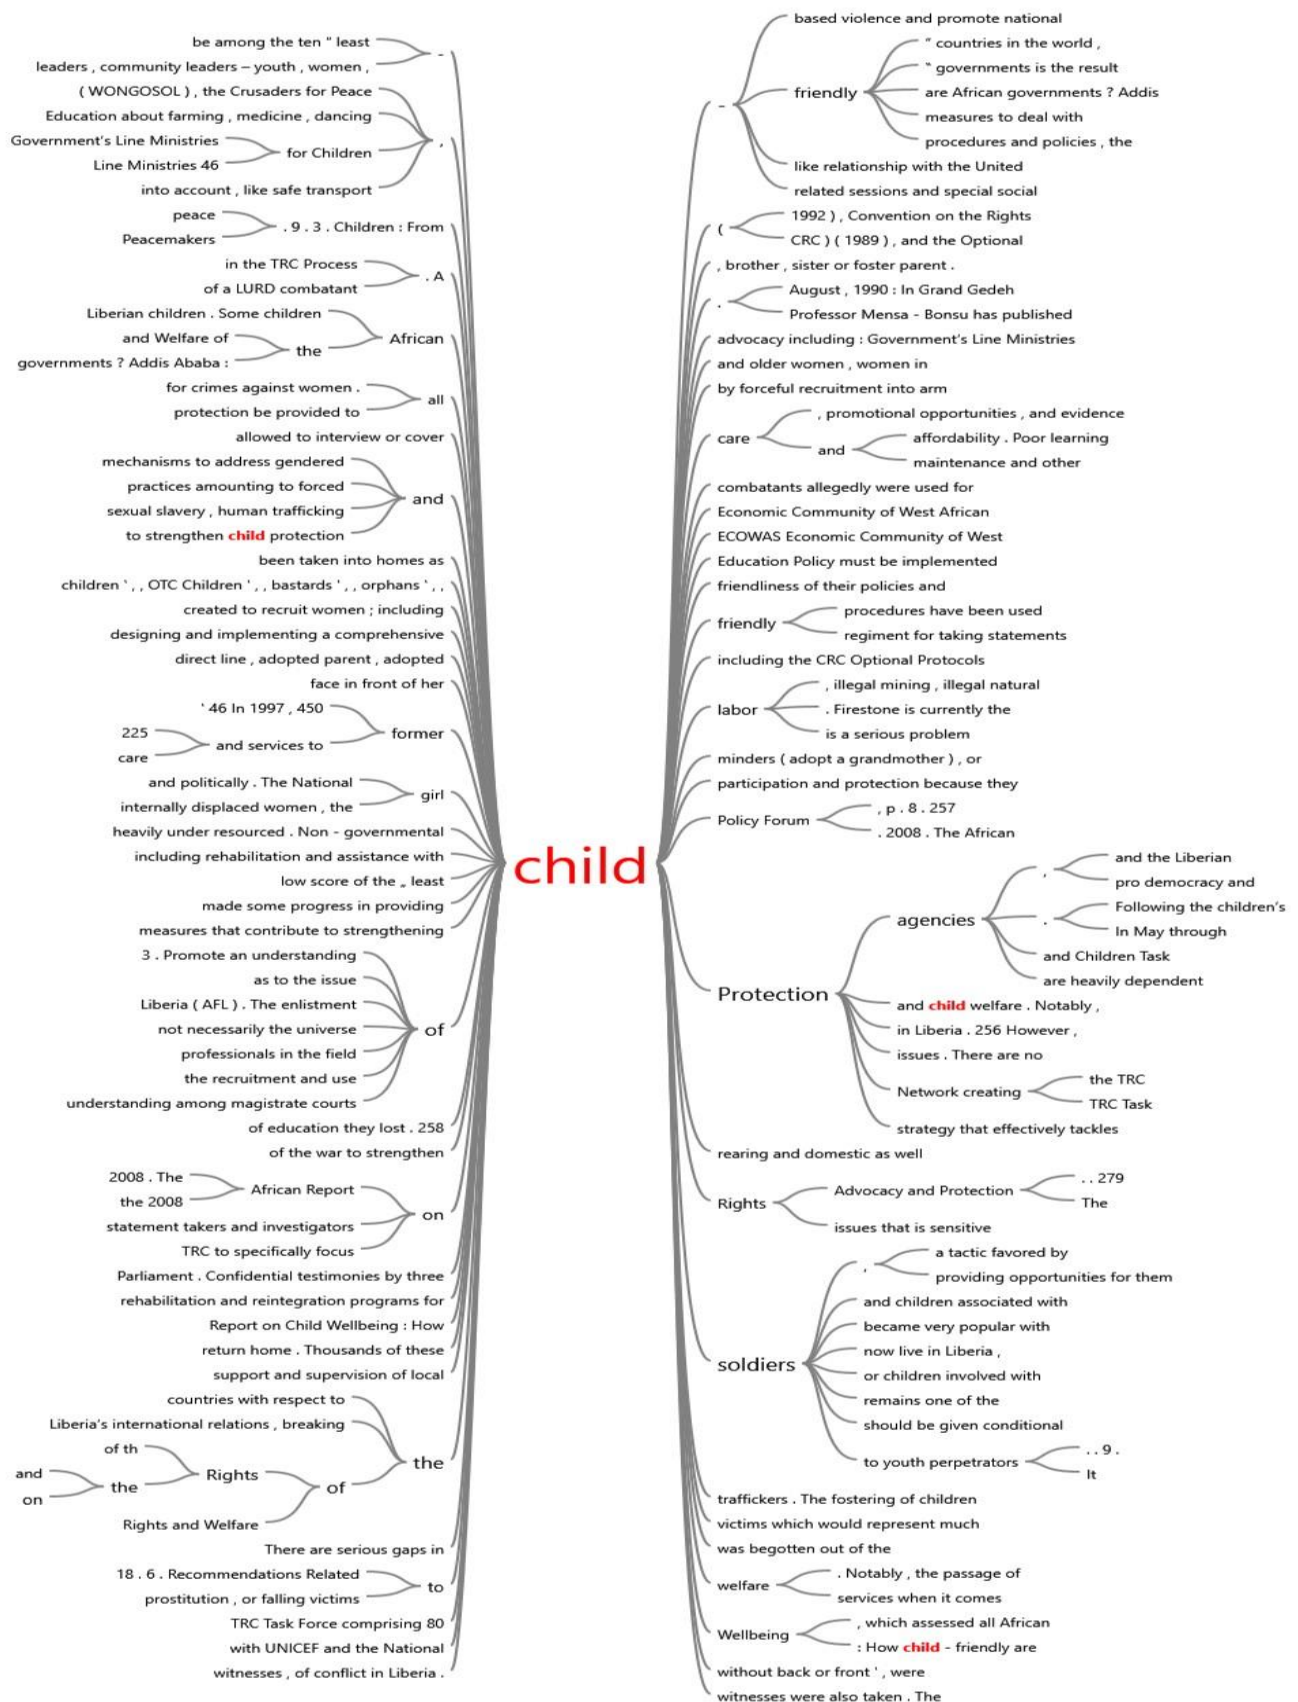 be among the ten " least
leaders , community leaders – youth , women ,
-
( WONGOSOL ) , the Crusaders for Peace
Education about farming , medicine , dancing
Government's Line Ministries
Line Ministries 46
for Children
into account , like safe transport
,
peace
Peacemakers
. 9 . 3 . Children : From
in the TRC Process
of a LURD combatant
. A
Liberian children . Some children
and Welfare of
governments ? Addis Ababa :
the
African
for crimes against women .
protection be provided to
all
allowed to interview or cover
mechanisms to address gendered
practices amounting to forced
sexual slavery , human trafficking
to strengthen child protection
and
been taken into homes as
children ' , , OTC Children ' , , bastards ' , , orphans ' , ,
created to recruit women ; including
designing and implementing a comprehensive
direct line , adopted parent , adopted
face in front of her
' 46 In 1997 , 450
225
care
and services to
former
and politically . The National
internally displaced women , the
girl
heavily under resourced . Non - governmental
including rehabilitation and assistance with
low score of the „ least
made some progress in providing
measures that contribute to strengthening
3 . Promote an understanding
as to the issue
Liberia ( AFL ) . The enlistment
not necessarily the universe
professionals in the field
the recruitment and use
understanding among magistrate courts
of
of education they lost . 258
of the war to strengthen
2008 . The
the 2008
African Report
statement takers and investigators
TRC to specifically focus
on
Parliament . Confidential testimonies by three
rehabilitation and reintegration programs for
Report on Child Wellbeing : How
return home . Thousands of these
support and supervision of local
countries with respect to
Liberia's international relations , breaking
of th
and
on
the
Rights
Rights and Welfare
of
the
There are serious gaps in
18 . 6 . Recommendations Related
prostitution , or falling victims
to
TRC Task Force comprising 80
with UNICEF and the National
witnesses , of conflict in Liberia .
child
-
based violence and promote national
friendly
" countries in the world ,
" governments is the result
are African governments ? Addis
measures to deal with
procedures and policies , the
like relationship with the United
related sessions and special social
(
1992 ) , Convention on the Rights
CRC ) ( 1989 ) , and the Optional
, brother , sister or foster parent .
.
August , 1990 : In Grand Gedeh
Professor Mensa - Bonsu has published
advocacy including : Government's Line Ministries
and older women , women in
by forceful recruitment into arm
care
, promotional opportunities , and evidence
and
affordability . Poor learning
maintenance and other
combatants allegedly were used for
Economic Community of West African
ECOWAS Economic Community of West
Education Policy must be implemented
friendliness of their policies and
friendly
procedures have been used
regiment for taking statements
including the CRC Optional Protocols
labor
, illegal mining , illegal natural
. Firestone is currently the
is a serious problem
minders ( adopt a grandmother ) , or
participation and protection because they
Policy Forum
, p . 8 . 257
. 2008 . The African
Protection
agencies
,
and the Liberian
pro democracy and
.
Following the children's
In May through
and Children Task
are heavily dependent
and child welfare . Notably ,
in Liberia . 256 However ,
issues . There are no
Network creating
the TRC
TRC Task
strategy that effectively tackles
rearing and domestic as well
Rights
Advocacy and Protection
. . 279
The
issues that is sensitive
soldiers
,
a tactic favored by
providing opportunities for them
and children associated with
became very popular with
now live in Liberia ,
or children involved with
remains one of the
should be given conditional
to youth perpetrators
. . 9 .
It
traffickers . The fostering of children
victims which would represent much
was begotten out of the
welfare
. Notably , the passage of
services when it comes
Wellbeing
, which assessed all African
: How child - friendly are
without back or front ' , were
witnesses were also taken . The